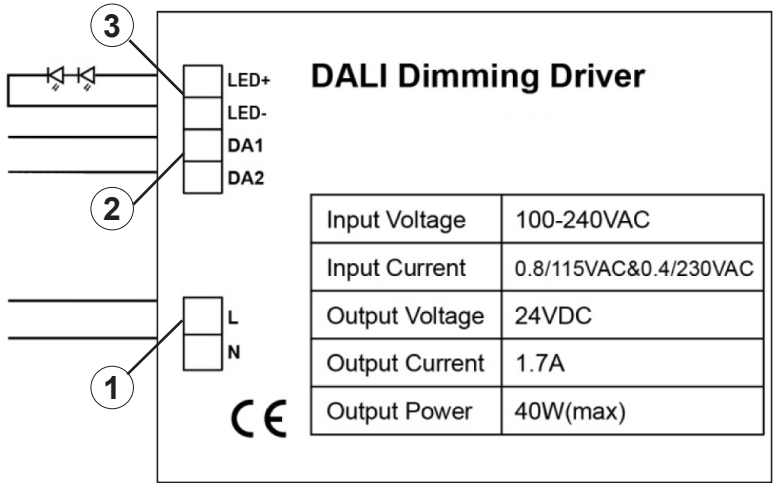 3
LED+
LED-
DA1
DA2
2
DALI Dimming Driver
Input Voltage 100-240VAC
Input Current 0.8/115VAC&0.4/230VAC
Output Voltage 24VDC
Output Current 1.7A
Output Power 40W(max)
L
N
1
CE